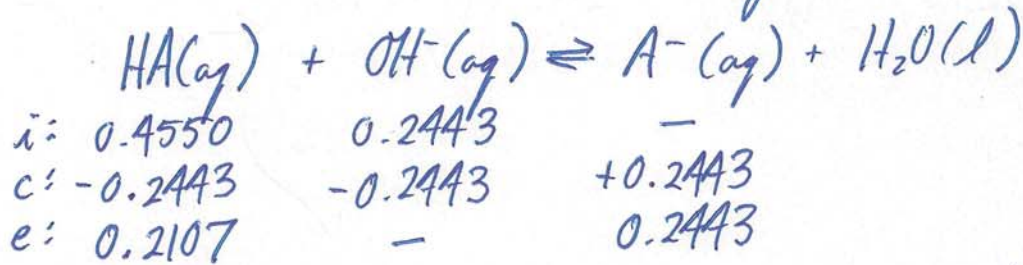 HA(aq) + OH⁻(aq) ⇌ A⁻(aq) + H₂O(l)
i: 0.4550 0.2443 —
c: -0.2443 -0.2443 +0.2443
e: 0.2107 — 0.2443